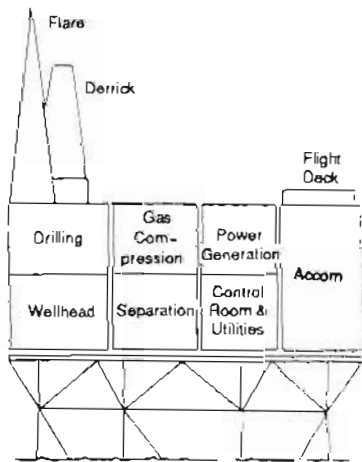 Flare
Derrick
Flight
Deck
Drilling
Gas
Com-
pression
Power
Generation
Accom
Wellhead
Separation
Control
Room &
Utilities